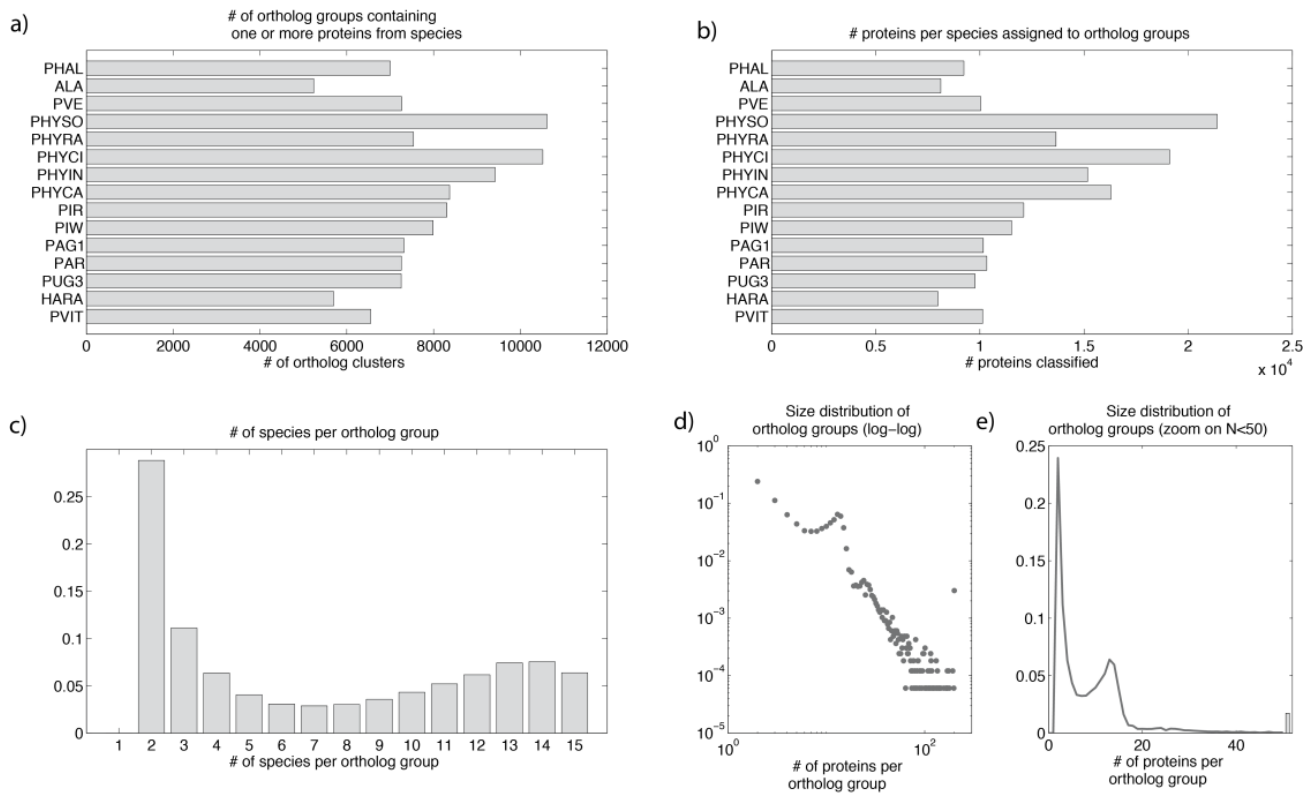 a)
# of ortholog groups containing
one or more proteins from species
PHAL
ALA
PVE
PHYSO
PHYRA
PHYCI
PHYIN
PHYCA
PIR
PIW
PAG1
PAR
PUG3
HARA
PVIT
0 2000 4000 6000 8000 10000 12000
# of ortholog clusters
b)
# proteins per species assigned to ortholog groups
PHAL
ALA
PVE
PHYSO
PHYRA
PHYCI
PHYIN
PHYCA
PIR
PIW
PAG1
PAR
PUG3
HARA
PVIT
0 0.5 1 1.5 2 2.5
# proteins classified
x 10^4
c)
# of species per ortholog group
0.25
0.2
0.15
0.1
0.05
0
1 2 3 4 5 6 7 8 9 10 11 12 13 14 15
# of species per ortholog group
d)
Size distribution of
ortholog groups (log-log)
10^0
10^-1
10^-2
10^-3
10^-4
10^-5
10^0 10^2
# of proteins per
ortholog group
e)
Size distribution of
ortholog groups (zoom on N<50)
0.25
0.2
0.15
0.1
0.05
0
0 20 40
# of proteins per
ortholog group